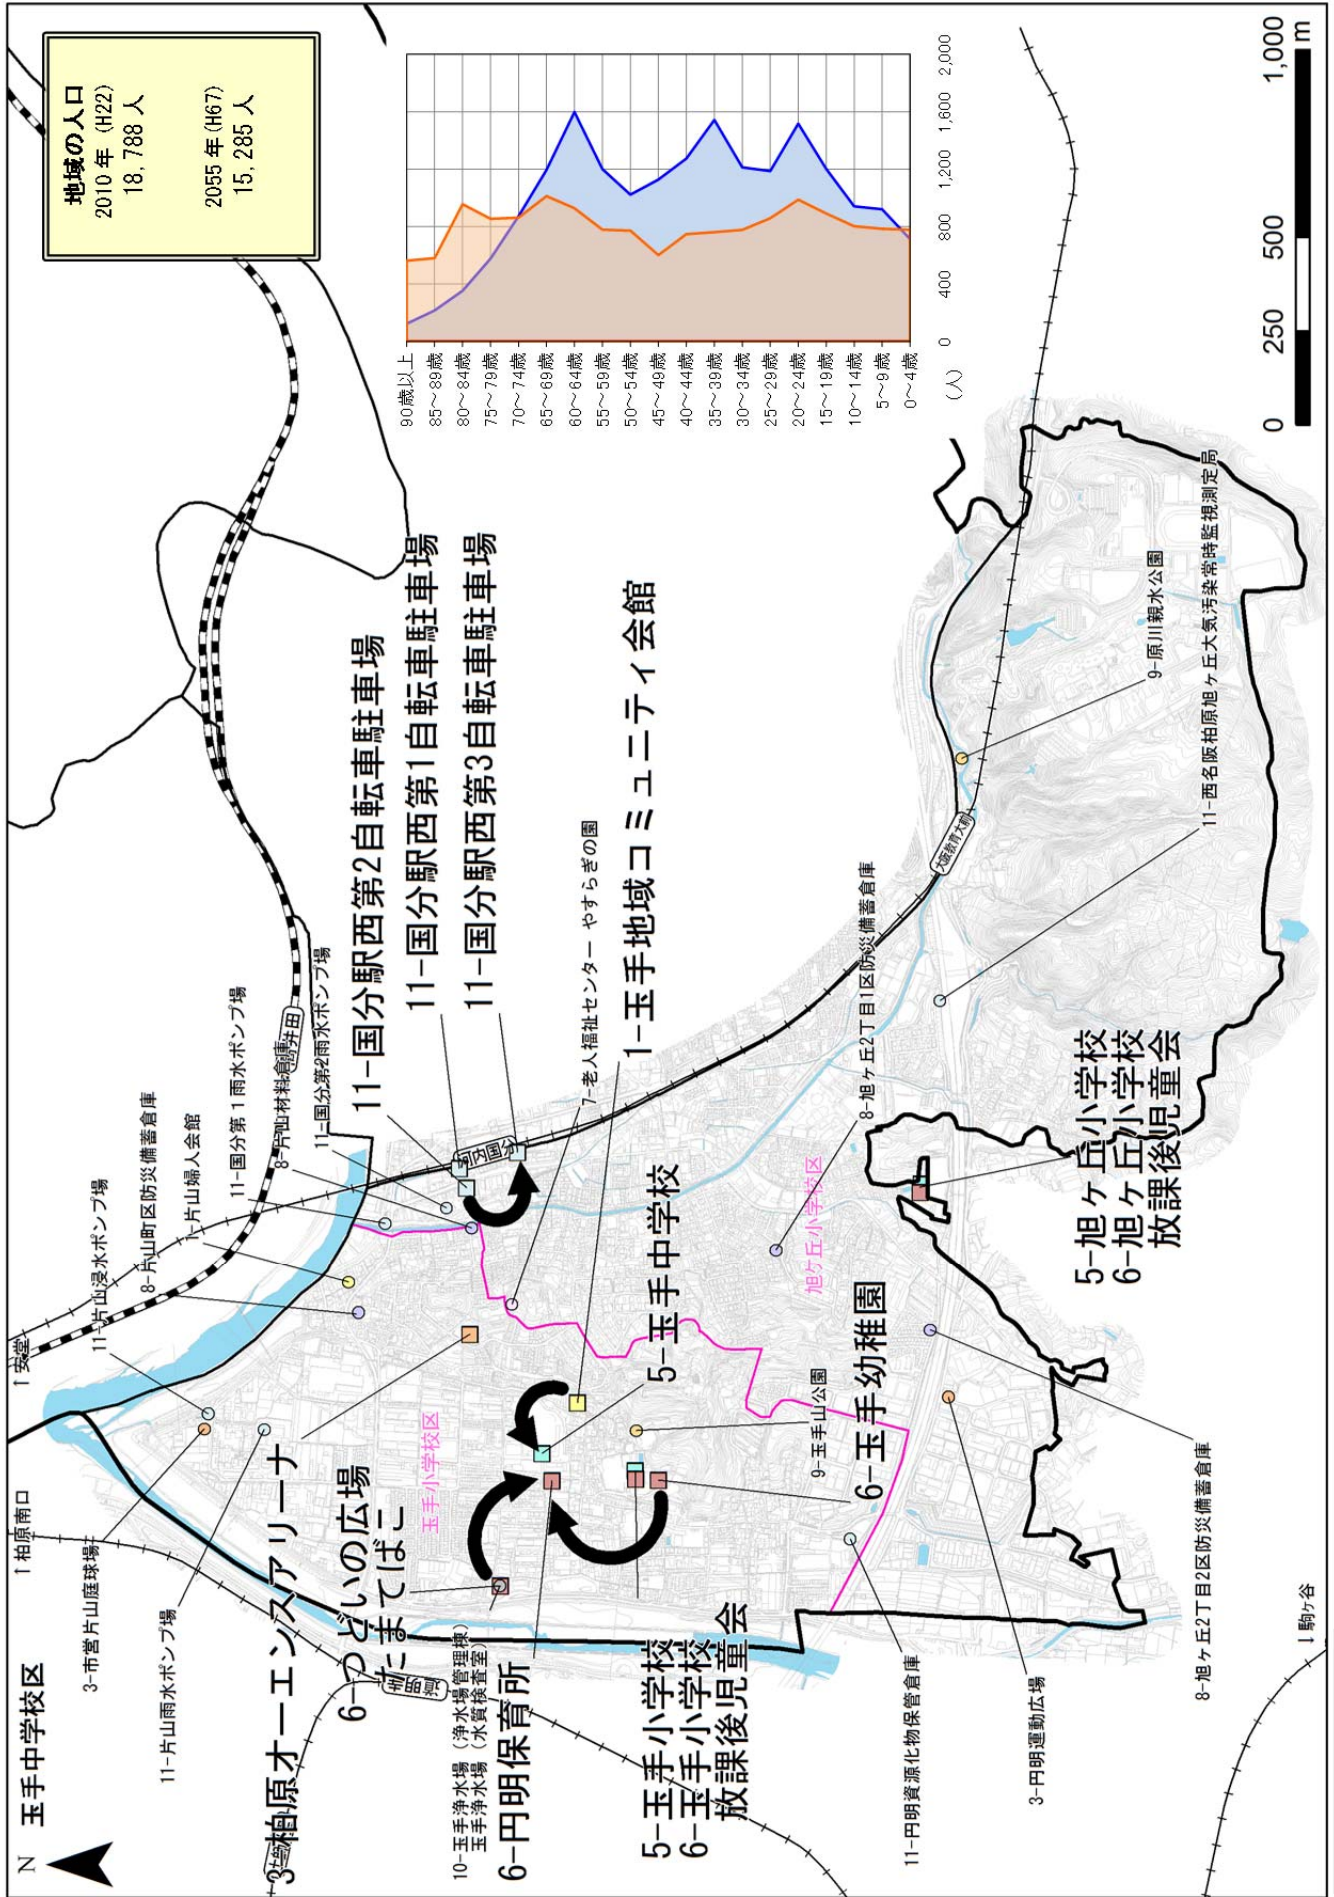 N
玉手中学校区
↑柏原南口
↑安堂
地域の人口
2010 年 (H22)
18,788 人
2055 年(H67)
15,285 人
3-市営片山庭球場
11-片山浸水ポンプ場
8-片山町区防災備蓄倉庫
1-片山婦人会館
11-国分第1雨水ポンプ場
8-片山材料倉庫
11-国分第2雨水ポンプ場
高井田
11-片山雨水ポンプ場
3-柏原オーエンスアリーナ
6-つどいの広場
たまてばこ
道明寺
玉手小学校区
11-国分駅西第2自転車駐車場
11-国分駅西第1自転車駐車場
11-国分駅西第3自転車駐車場
河内国分
10-玉手浄水場（浄水場管理棟）
玉手浄水場（水質検査室）
6-円明保育所
7-老人福祉センター やすらぎの園
1-玉手地域コミュニティ会館
5-玉手中学校
5-玉手小学校
6-玉手小学校
放課後児童会
9-玉手山公園
6-玉手幼稚園
旭ケ丘小学校区
8-旭ヶ丘2丁目1区防災備蓄倉庫
大阪教育大前
11-円明資源化物保管倉庫
3-円明運動広場
8-旭ヶ丘2丁目2区防災備蓄倉庫
5-旭ヶ丘小学校
6-旭ヶ丘小学校
放課後児童会
9-原川親水公園
11-西名阪柏原旭ヶ丘大気汚染常時監視測定局
↓駒ヶ谷
90歳以上
85～89歳
80～84歳
75～79歳
70～74歳
65～69歳
60～64歳
55～59歳
50～54歳
45～49歳
40～44歳
35～39歳
30～34歳
25～29歳
20～24歳
15～19歳
10～14歳
5～9歳
0～4歳
(人)
0 400 800 1,200 1,600 2,000
0 250 500 1,000
m